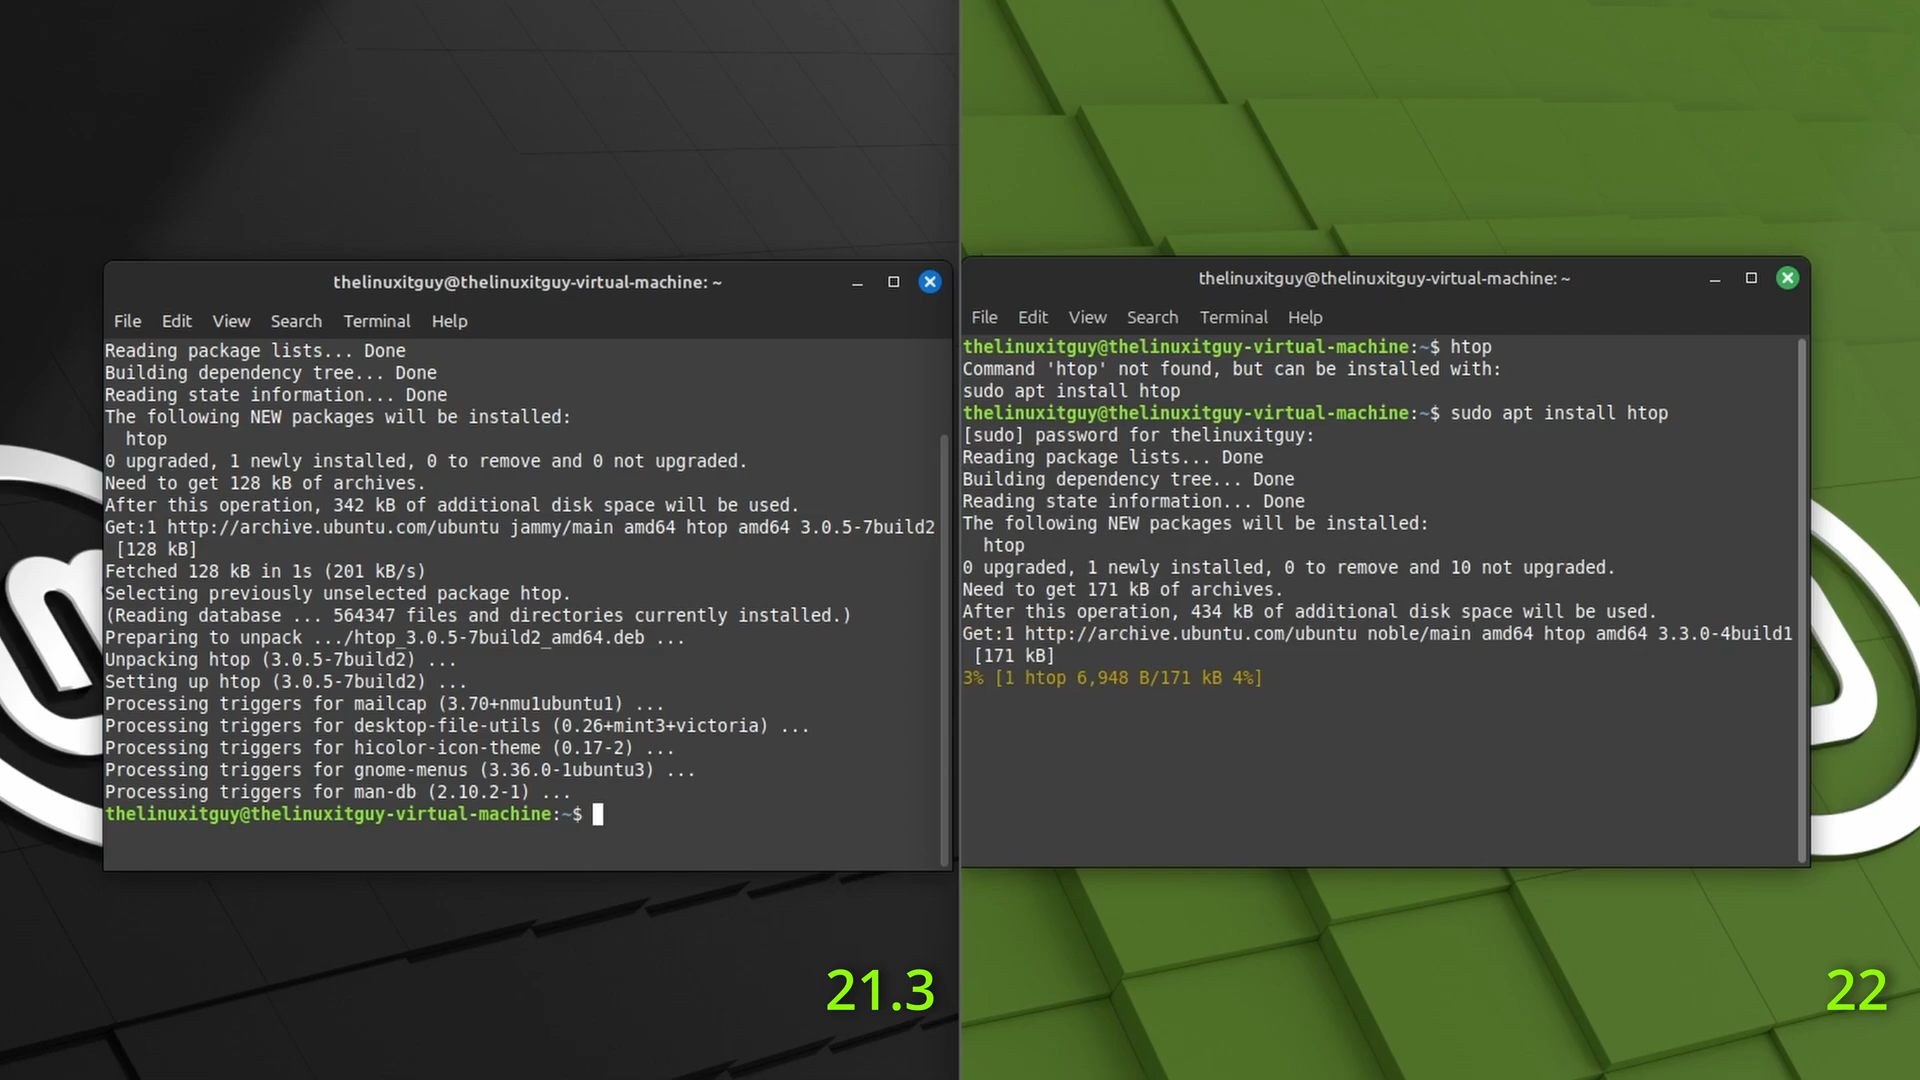 thelinuxitguy@thelinuxitguy-virtual-machine: ~
File Edit View Search Terminal Help
Reading package lists... Done
Building dependency tree... Done
Reading state information... Done
The following NEW packages will be installed:
  htop
0 upgraded, 1 newly installed, 0 to remove and 0 not upgraded.
Need to get 128 kB of archives.
After this operation, 342 kB of additional disk space will be used.
Get:1 http://archive.ubuntu.com/ubuntu jammy/main amd64 htop amd64 3.0.5-7build2
 [128 kB]
Fetched 128 kB in 1s (201 kB/s)
Selecting previously unselected package htop.
(Reading database ... 564347 files and directories currently installed.)
Preparing to unpack .../htop_3.0.5-7build2_amd64.deb ...
Unpacking htop (3.0.5-7build2) ...
Setting up htop (3.0.5-7build2) ...
Processing triggers for mailcap (3.70+nmu1ubuntu1) ...
Processing triggers for desktop-file-utils (0.26+mint3+victoria) ...
Processing triggers for hicolor-icon-theme (0.17-2) ...
Processing triggers for gnome-menus (3.36.0-1ubuntu3) ...
Processing triggers for man-db (2.10.2-1) ...
thelinuxitguy@thelinuxitguy-virtual-machine:~$
21.3
thelinuxitguy@thelinuxitguy-virtual-machine: ~
File Edit View Search Terminal Help
thelinuxitguy@thelinuxitguy-virtual-machine:~$ htop
Command 'htop' not found, but can be installed with:
sudo apt install htop
thelinuxitguy@thelinuxitguy-virtual-machine:~$ sudo apt install htop
[sudo] password for thelinuxitguy:
Reading package lists... Done
Building dependency tree... Done
Reading state information... Done
The following NEW packages will be installed:
  htop
0 upgraded, 1 newly installed, 0 to remove and 10 not upgraded.
Need to get 171 kB of archives.
After this operation, 434 kB of additional disk space will be used.
Get:1 http://archive.ubuntu.com/ubuntu noble/main amd64 htop amd64 3.3.0-4build1
 [171 kB]
3% [1 htop 6,948 B/171 kB 4%]
22